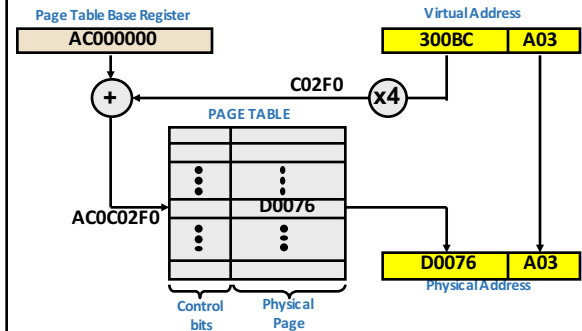 Page Table Base Register
AC000000
Virtual Address
300BC A03
C02F0
+
x4
PAGE TABLE
D0076
AC0C02F0
D0076 A03
Physical Address
Control
bits
Physical
Page